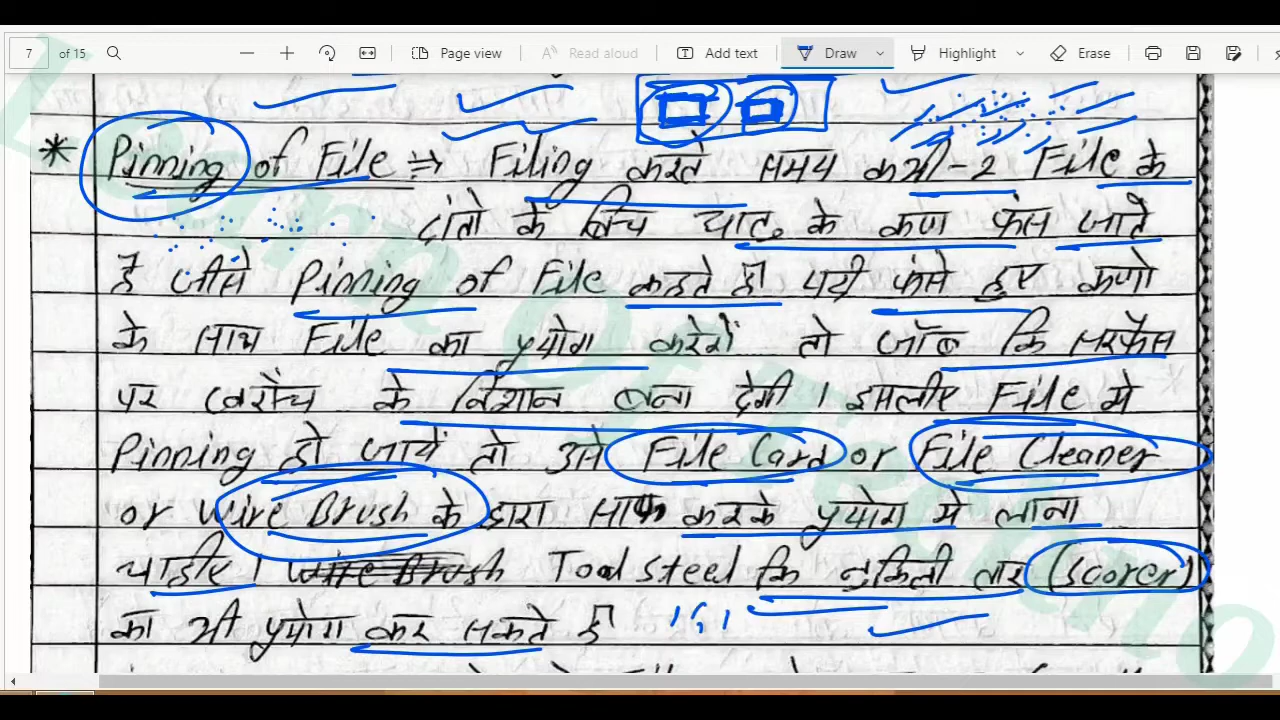 7 of 15 Page view Read aloud Add text Draw Highlight Erase
* Pinning of File ⇒ Filing करते समय कभी-2 File के
दांतो के बिच धातु के कण फंस जाते
है जीसे Pinning of File कहते है। यदी फंसे हुए कणो
के साथ File का प्रयोग करेगें तो जॉब कि सरफेस
पर खरोंच के निशान बना देगी। इसलीए File मे
Pinning हो जाये तो उसे File Card or File Cleaner
or Wire Brush के द्वारा साफ करके प्रयोग मे लाना
चाहीए। Wire Brush Tool steel कि नुकिली तार (Scorer)
का भी प्रयोग कर सकते है।
Learn Of Techno